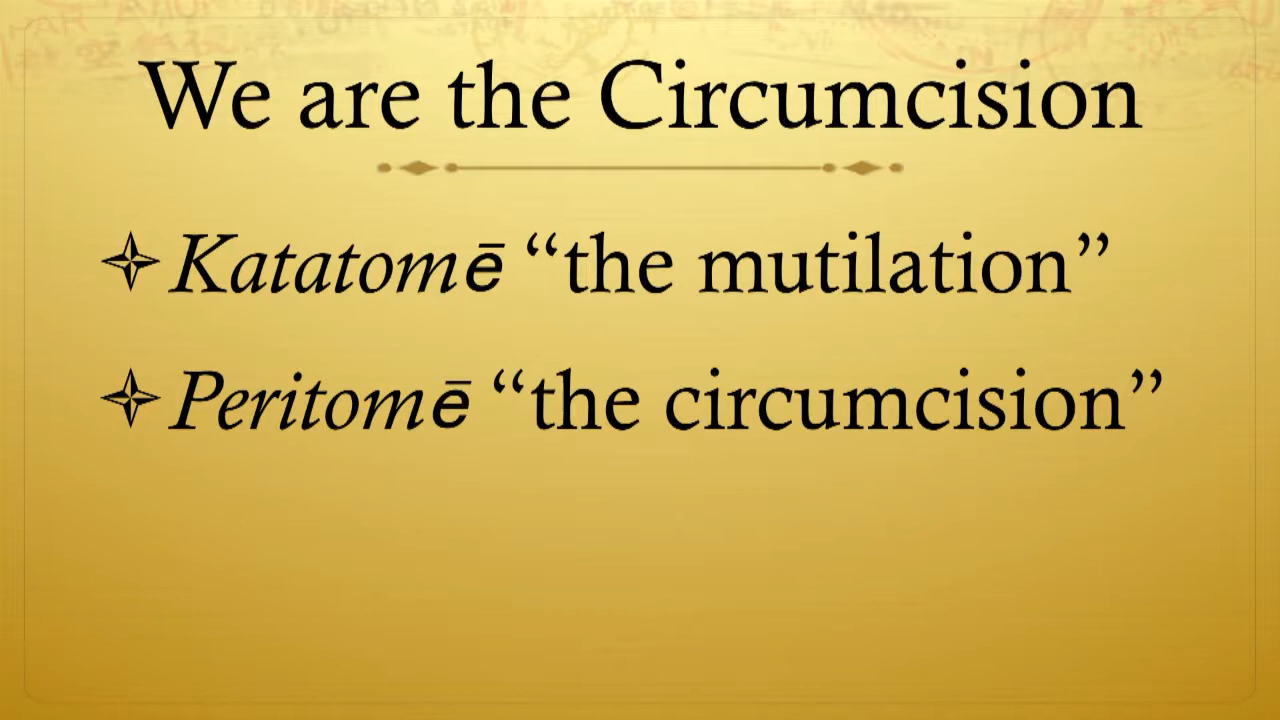 We are the Circumcision
Katatomē “the mutilation”
Peritomē “the circumcision”